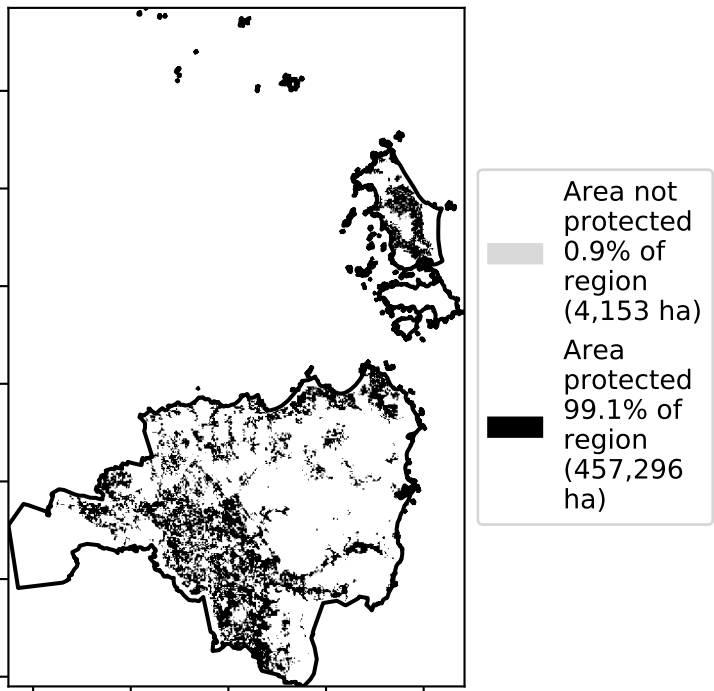 Area not
protected
0.9% of
region
(4,153 ha)
Area
protected
99.1% of
region
(457,296
ha)